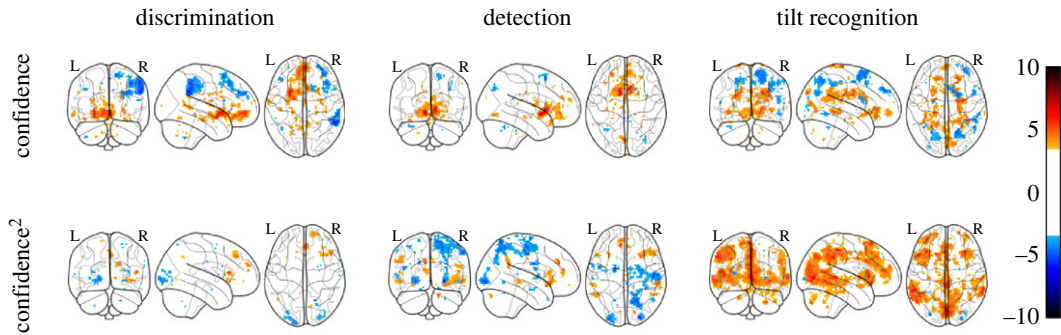 discrimination detection tilt recognition
confidence
L R L R L R
10
5
0
–5
–10
confidence²
L R L R L R